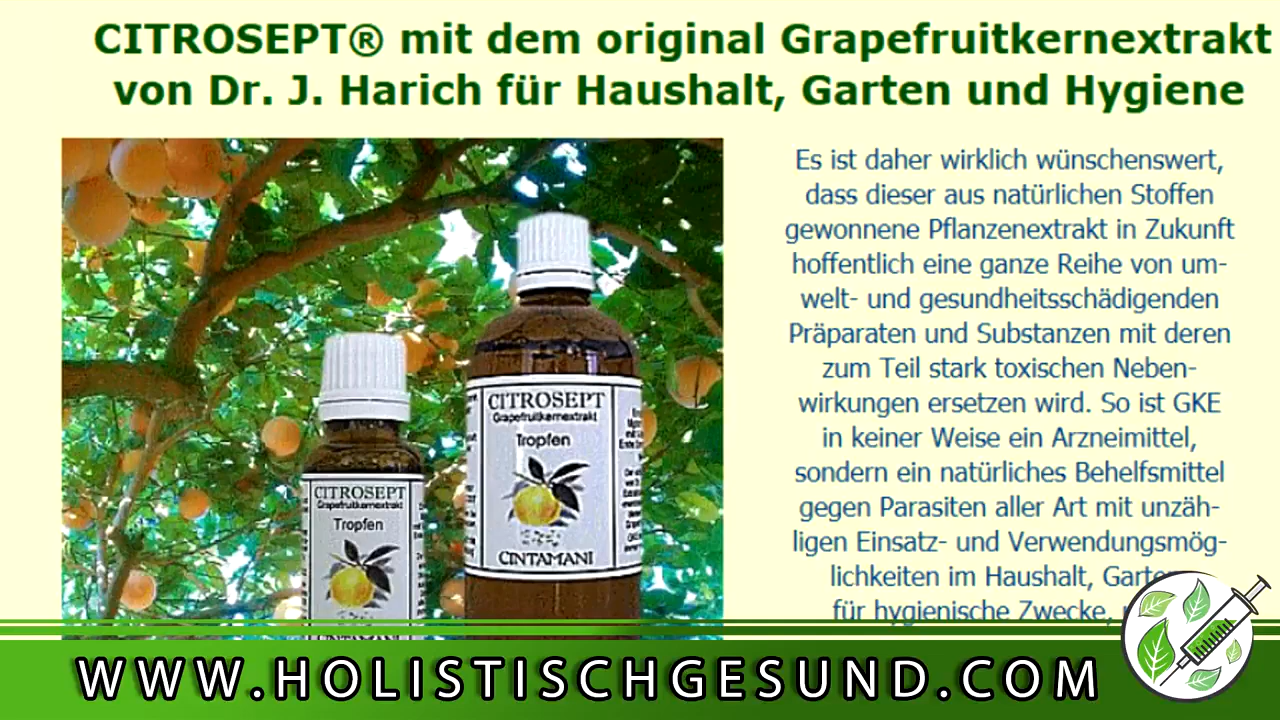 CITROSEPT® mit dem original Grapefruitkernextrakt
von Dr. J. Harich für Haushalt, Garten und Hygiene
Es ist daher wirklich wünschenswert,
dass dieser aus natürlichen Stoffen
gewonnene Pflanzenextrakt in Zukunft
hoffentlich eine ganze Reihe von um-
welt- und gesundheitsschädigenden
Präparaten und Substanzen mit deren
zum Teil stark toxischen Neben-
wirkungen ersetzen wird. So ist GKE
in keiner Weise ein Arzneimittel,
sondern ein natürliches Behelfsmittel
gegen Parasiten aller Art mit unzäh-
ligen Einsatz- und Verwendungsmög-
lichkeiten im Haushalt,
für hygienische Zwecke,
CITROSEPT
Grapefruitkernextrakt
Tropfen
CINTAMANI
CITROSEPT
Grapefruitkernextrakt
Tropfen
WWW.HOLISTISCHGESUND.COM